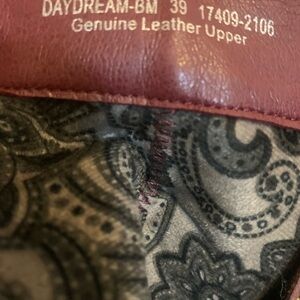 DAYDREAM-BM 39 17409-2106
Genuine Leather Upper